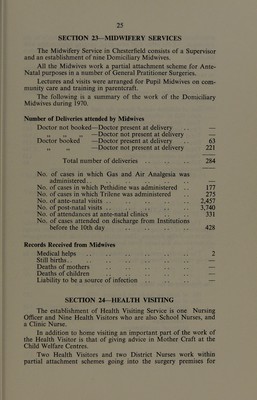 25
SECTION 23—MIDWIFERY SERVICES
The Midwifery Service in Chesterfield consists of a Supervisor
and an establishment of nine Domiciliary Midwives.
All the Midwives work a partial attachment scheme for Ante-
Natal purposes in a number of General Practitioner Surgeries.
Lectures and visits were arranged for Pupil Midwives on com-
munity care and training in parentcraft.
The following is a summary of the work of the Domiciliary
Midwives during 1970.
Number of Deliveries attended by Midwives
Doctor not booked—Doctor present at delivery .. —
„ „ „ —Doctor not present at delivery .. —
Doctor booked —Doctor present at delivery .. 63
„ „ —Doctor not present at delivery .. 221
Total number of deliveries .. .. .. 284
No. of cases in which Gas and Air Analgesia was
administered.. .. .. .. .. .. —
No. of cases in which Pethidine was administered .. 177
No. of cases in which Trilene was administered .. 275
No. of ante-natal visits .. .. .. .. .. 2,457
No. of post-natal visits .. .. .. .. .. 3,740
No. of attendances at ante-natal clinics .. .. 331
No. of cases attended on discharge from Institutions
before the 10th day .. .. .. .. 428
Records Received from Midwives
Medical helps .. .. .. .. .. .. 2
Still births.. .. .. .. .. .. .. —
Deaths of mothers .. .. .. .. .. —
Deaths of children .. .. .. .. .. —
Liability to be a source of infection .. .. .. —
SECTION 24—HEALTH VISITING
The establishment of Health Visiting Service is one Nursing
Officer and Nine Health Visitors who are also School Nurses, and
a Clinic Nurse.
In addition to home visiting an important part of the work of
the Health Visitor is that of giving advice in Mother Craft at the
Child Welfare Centres.
Two Health Visitors and two District Nurses work within
partial attachment schemes going into the surgery premises for